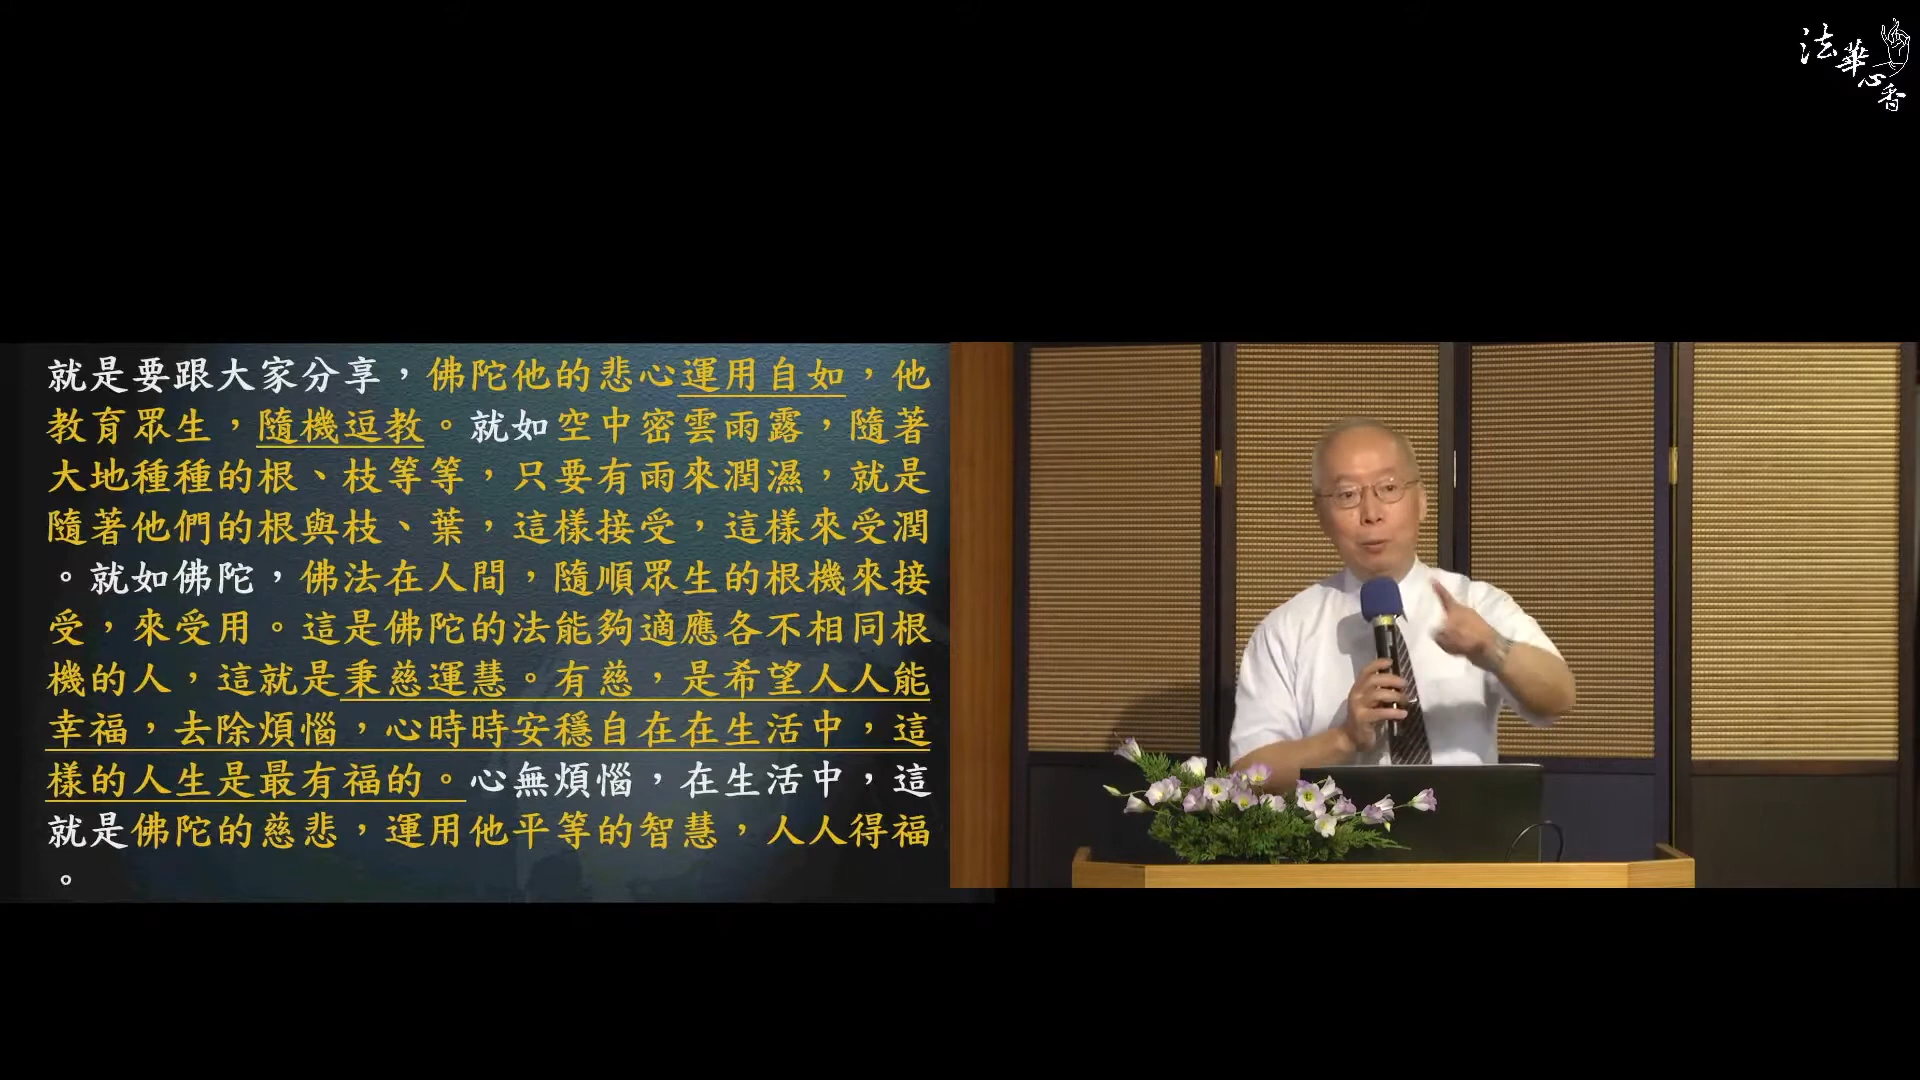 法華心香
就是要跟大家分享，佛陀他的悲心運用自如，他
教育眾生，隨機逗教。就如空中密雲雨露，隨著
大地種種的根、枝等等，只要有雨來潤濕，就是
隨著他們的根與枝、葉，這樣接受，這樣來受潤
。就如佛陀，佛法在人間，隨順眾生的根機來接
受，來受用。這是佛陀的法能夠適應各不相同根
機的人，這就是秉慈運慧。有慈，是希望人人能
幸福，去除煩惱，心時時安穩自在在生活中，這
樣的人生是最有福的。心無煩惱，在生活中，這
就是佛陀的慈悲，運用他平等的智慧，人人得福
。